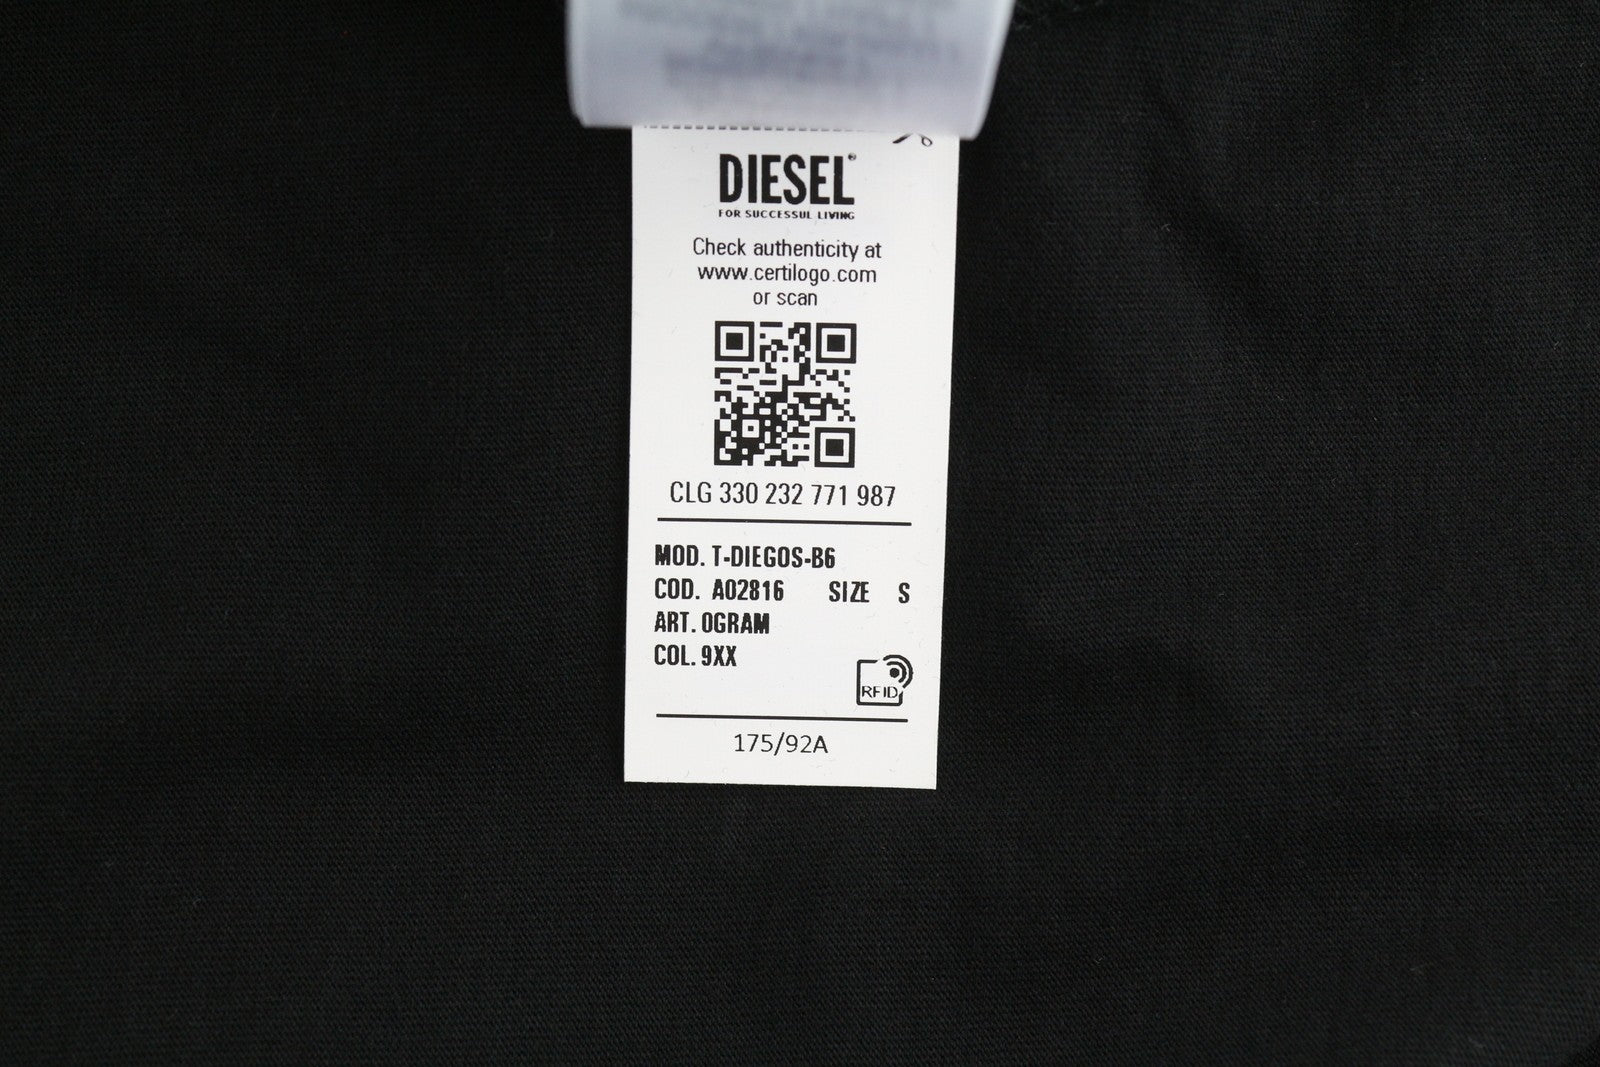 DIESEL®
FOR SUCCESSFUL LIVING
Check authenticity at
www.certilogo.com
or scan
CLG 330 232 771 987
MOD. T-DIEGOS-B6
COD. A02816 SIZE S
ART. 0GRAM
COL. 9XX
RFID
175/92A